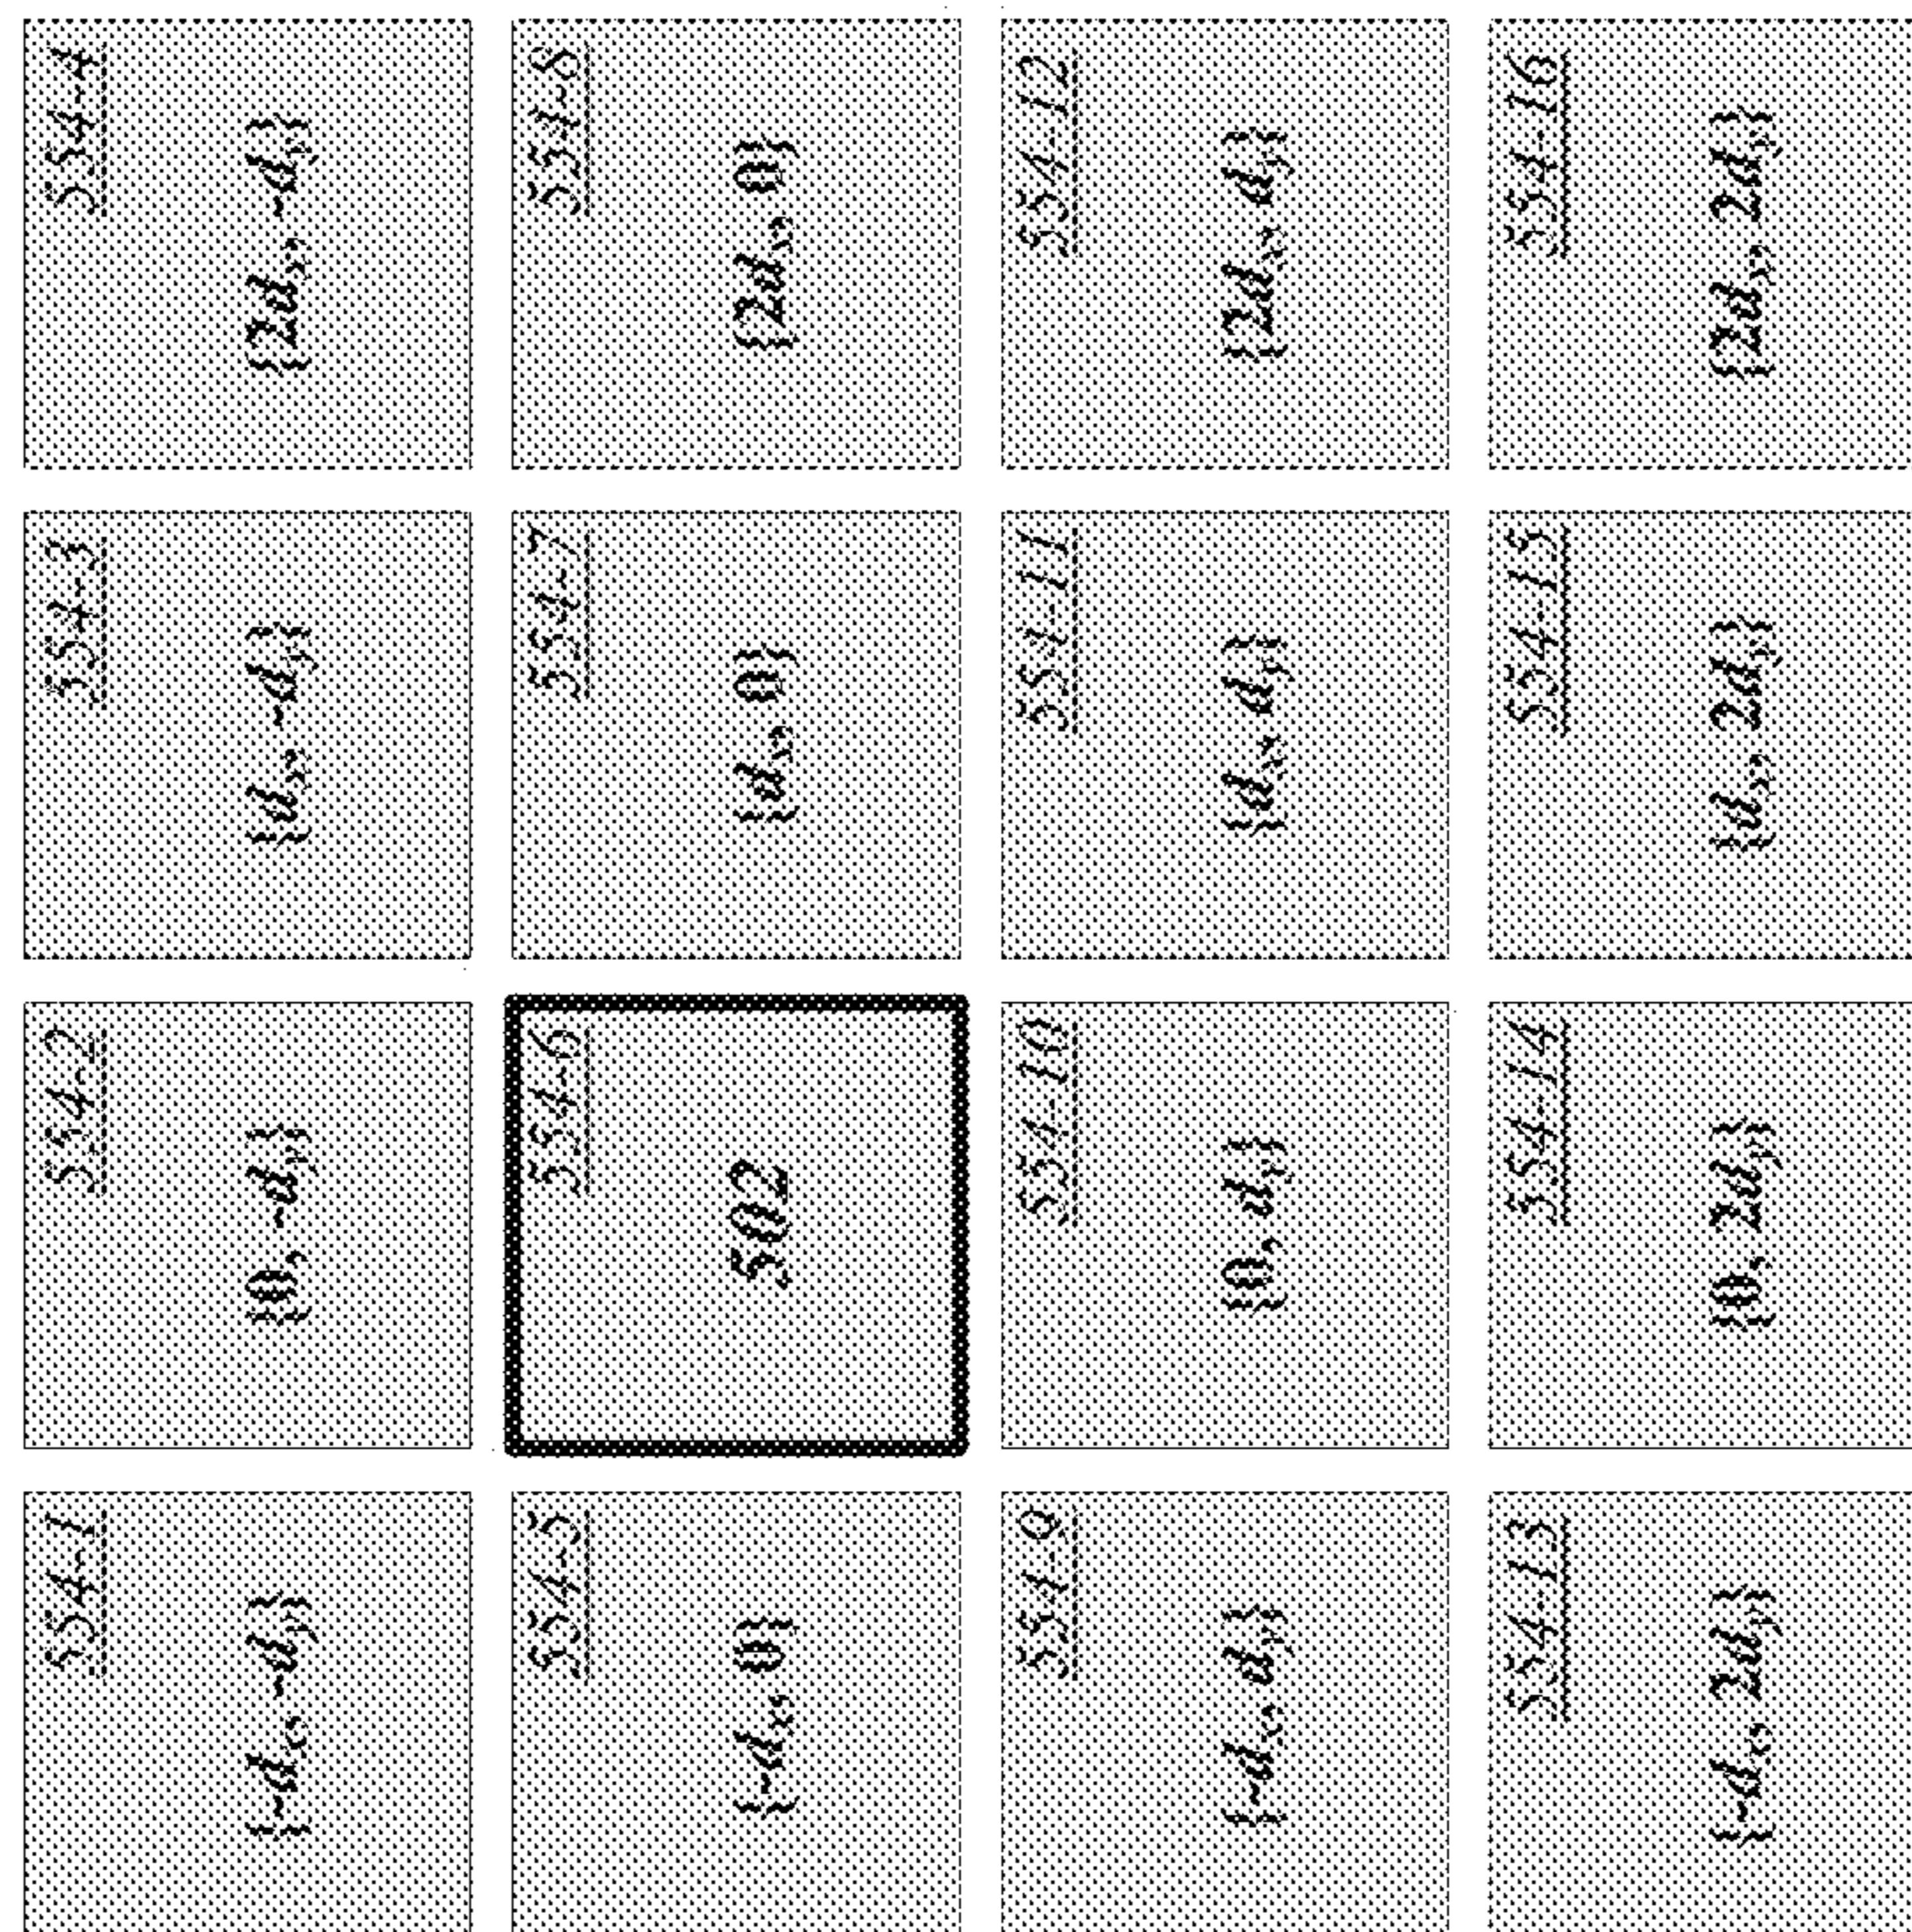 554-1
{-dx, -dy}
554-2
{0, -dy}
554-3
{dx, -dy}
554-4
{2dx, -dy}
554-5
{-dx, 0}
554-6
502
554-7
{dx, 0}
554-8
{2dx, 0}
554-9
{-dx, dy}
554-10
{0, dy}
554-11
{dx, dy}
554-12
{2dx, dy}
554-13
{-dx, 2dy}
554-14
{0, 2dy}
554-15
{dx, 2dy}
554-16
{2dx, 2dy}